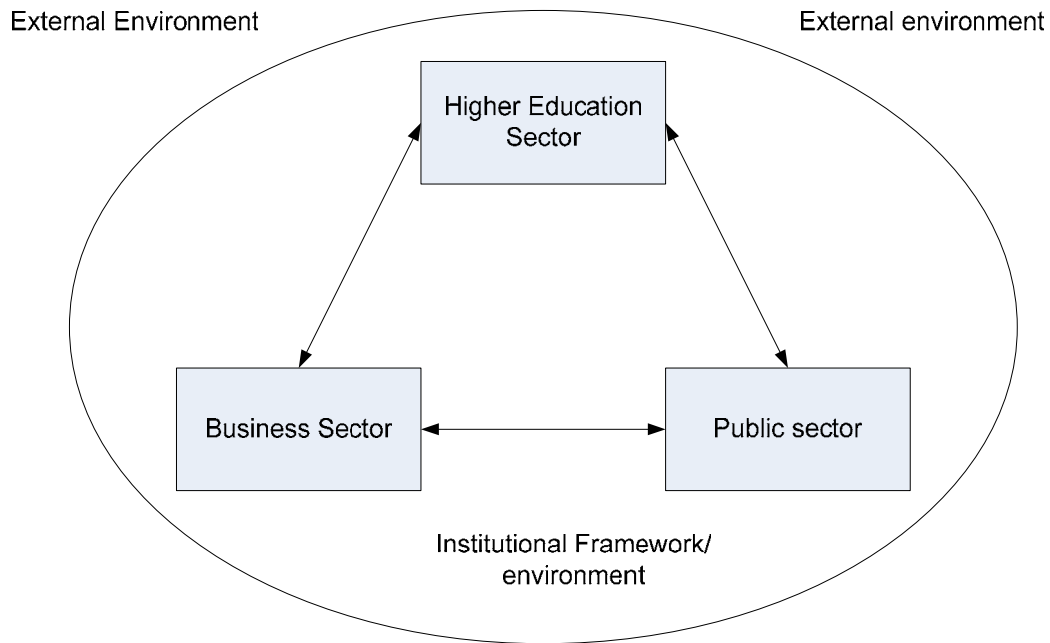 External Environment
External environment
Higher Education
Sector
Business Sector
Public sector
Institutional Framework/
environment